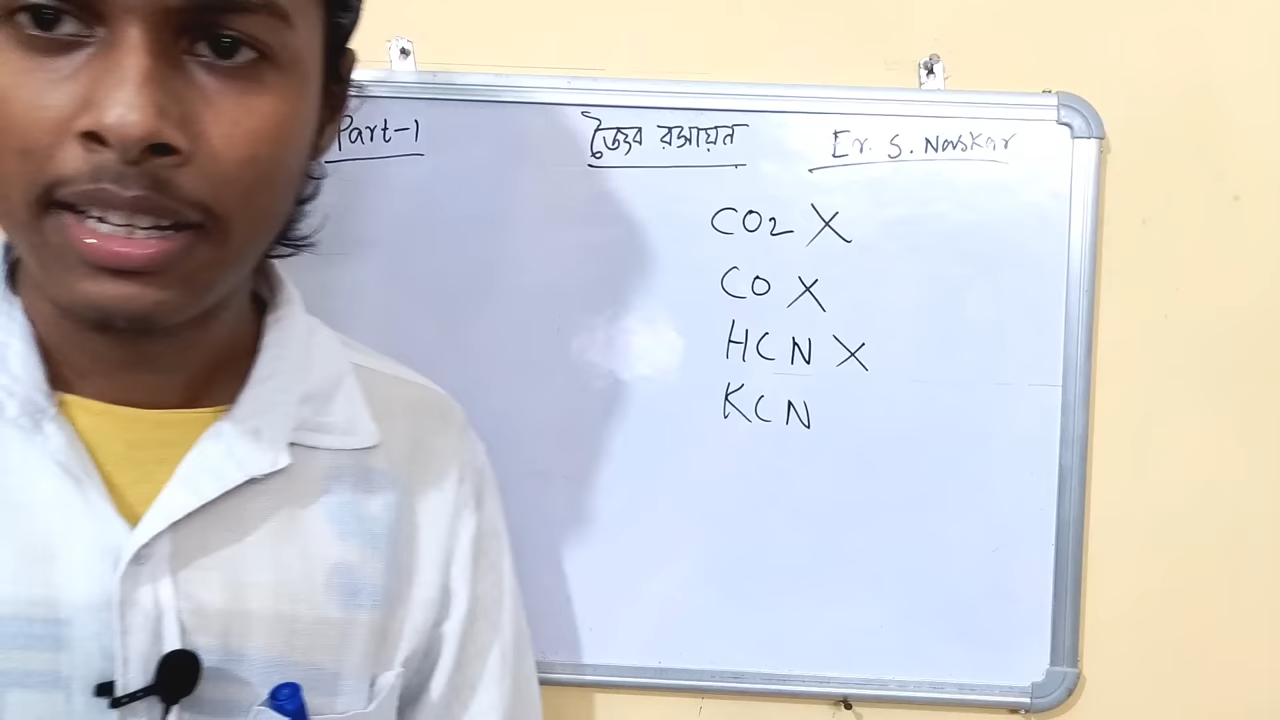 Part-1 জৈব রসায়ন Er. S. Naskar
CO2 X
CO X
HCN X
KCN